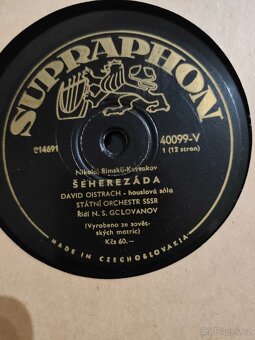 SUPRAPHON
214691
40099-V
1 (12 stran)
Nikolaj Rimskij-Korsakov
ŠEHEREZÁDA
DAVID OISTRACH - houslová sóla
STÁTNÍ ORCHESTR SSSR
Řídí N. S. GOLOVANOV
(Vyrobeno ze sovět-
ských matric)
Kčs 60.—
MADE IN CZECHOSLOVAKIA